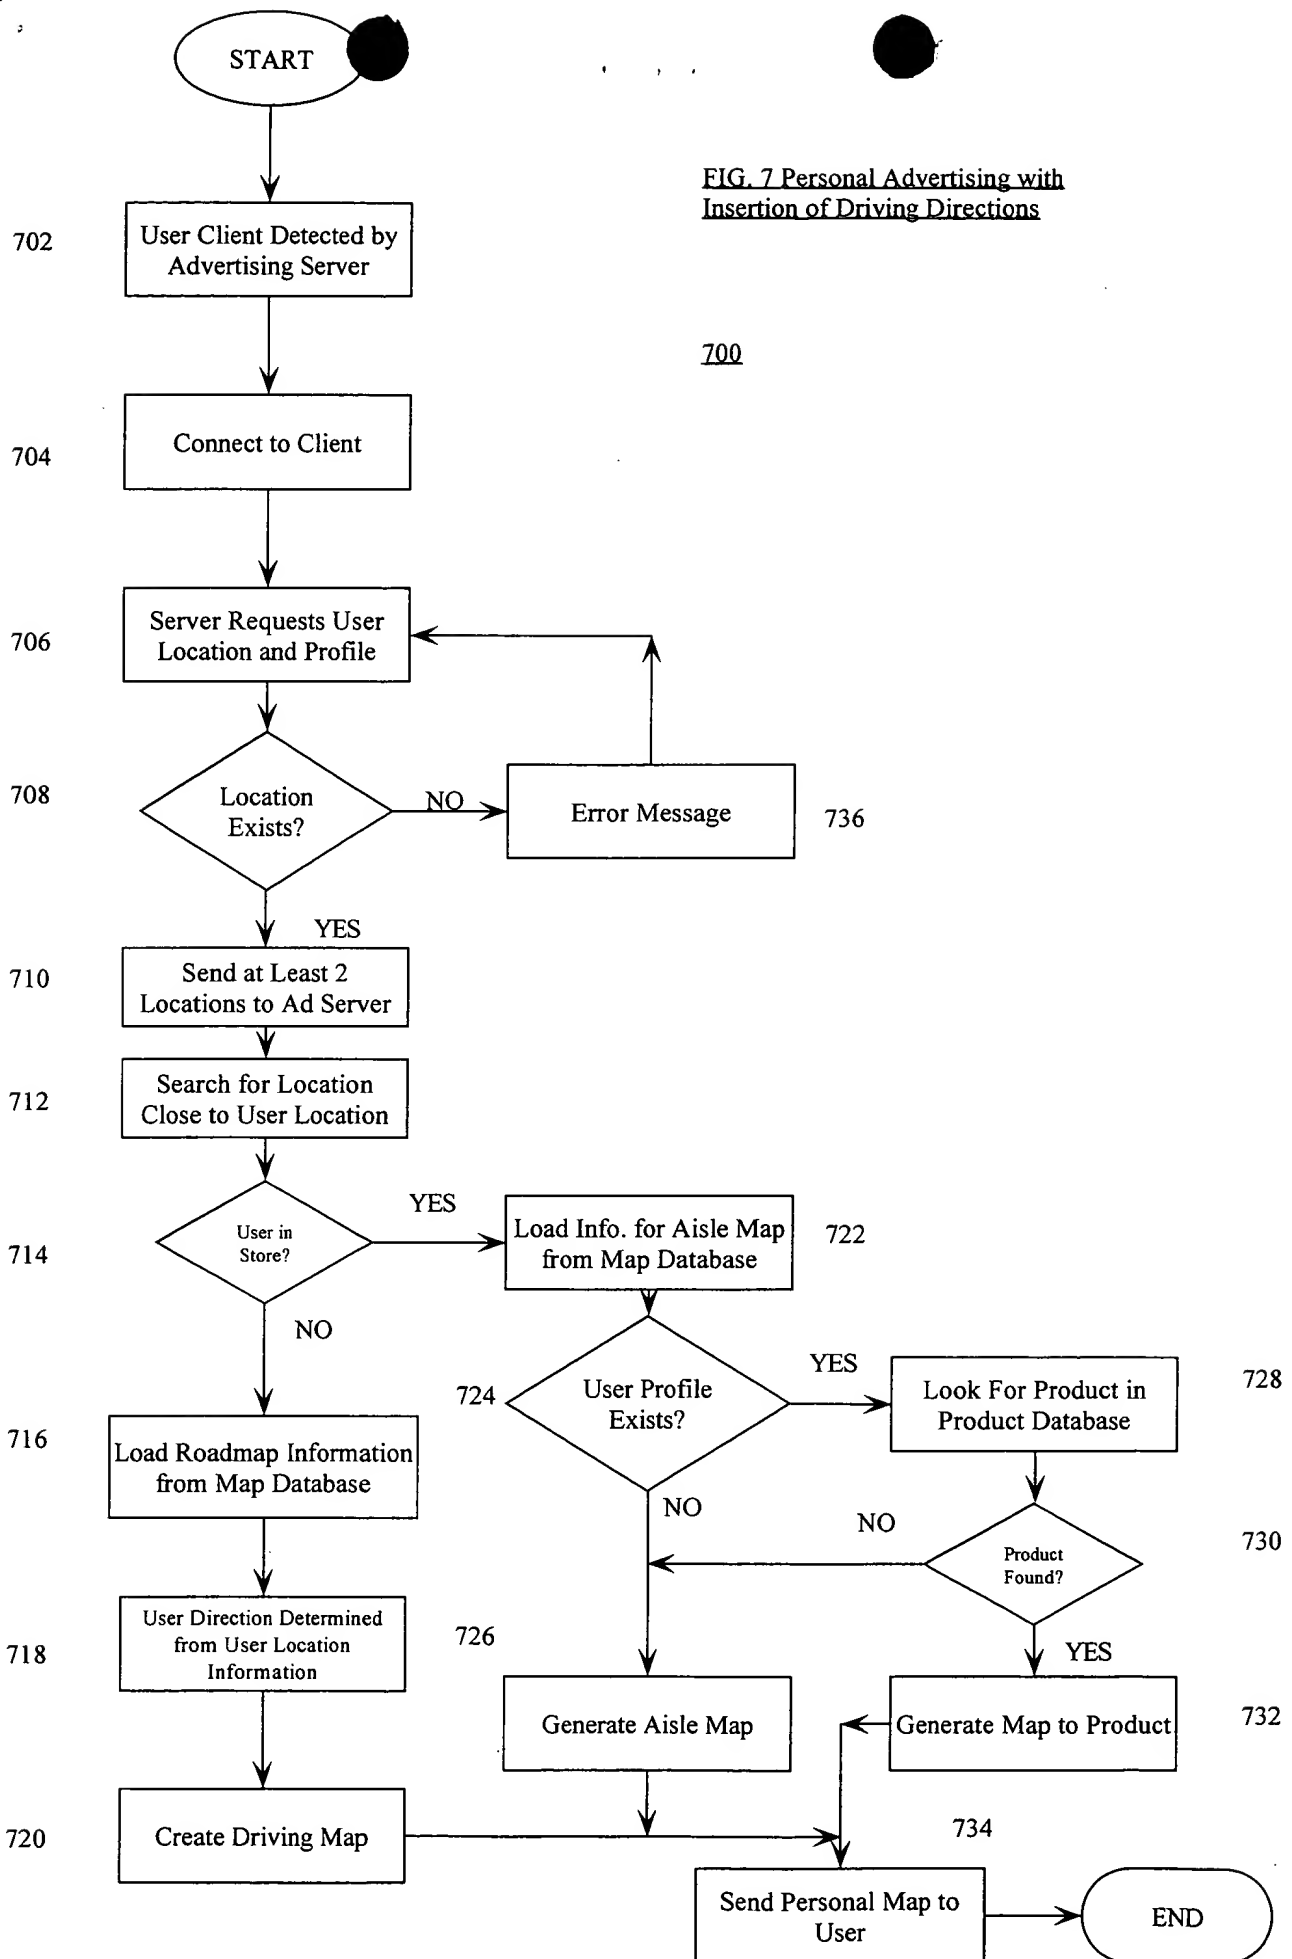 START
FIG. 7 Personal Advertising with
Insertion of Driving Directions
702
User Client Detected by
Advertising Server
700
704
Connect to Client
706
Server Requests User
Location and Profile
708
Location
Exists?
NO
Error Message
736
YES
710
Send at Least 2
Locations to Ad Server
712
Search for Location
Close to User Location
714
User in
Store?
YES
Load Info. for Aisle Map
from Map Database
722
NO
724
User Profile
Exists?
YES
Look For Product in
Product Database
728
716
Load Roadmap Information
from Map Database
NO
NO
Product
Found?
730
718
User Direction Determined
from User Location
Information
726
YES
Generate Aisle Map
Generate Map to Product
732
720
Create Driving Map
734
Send Personal Map to
User
END